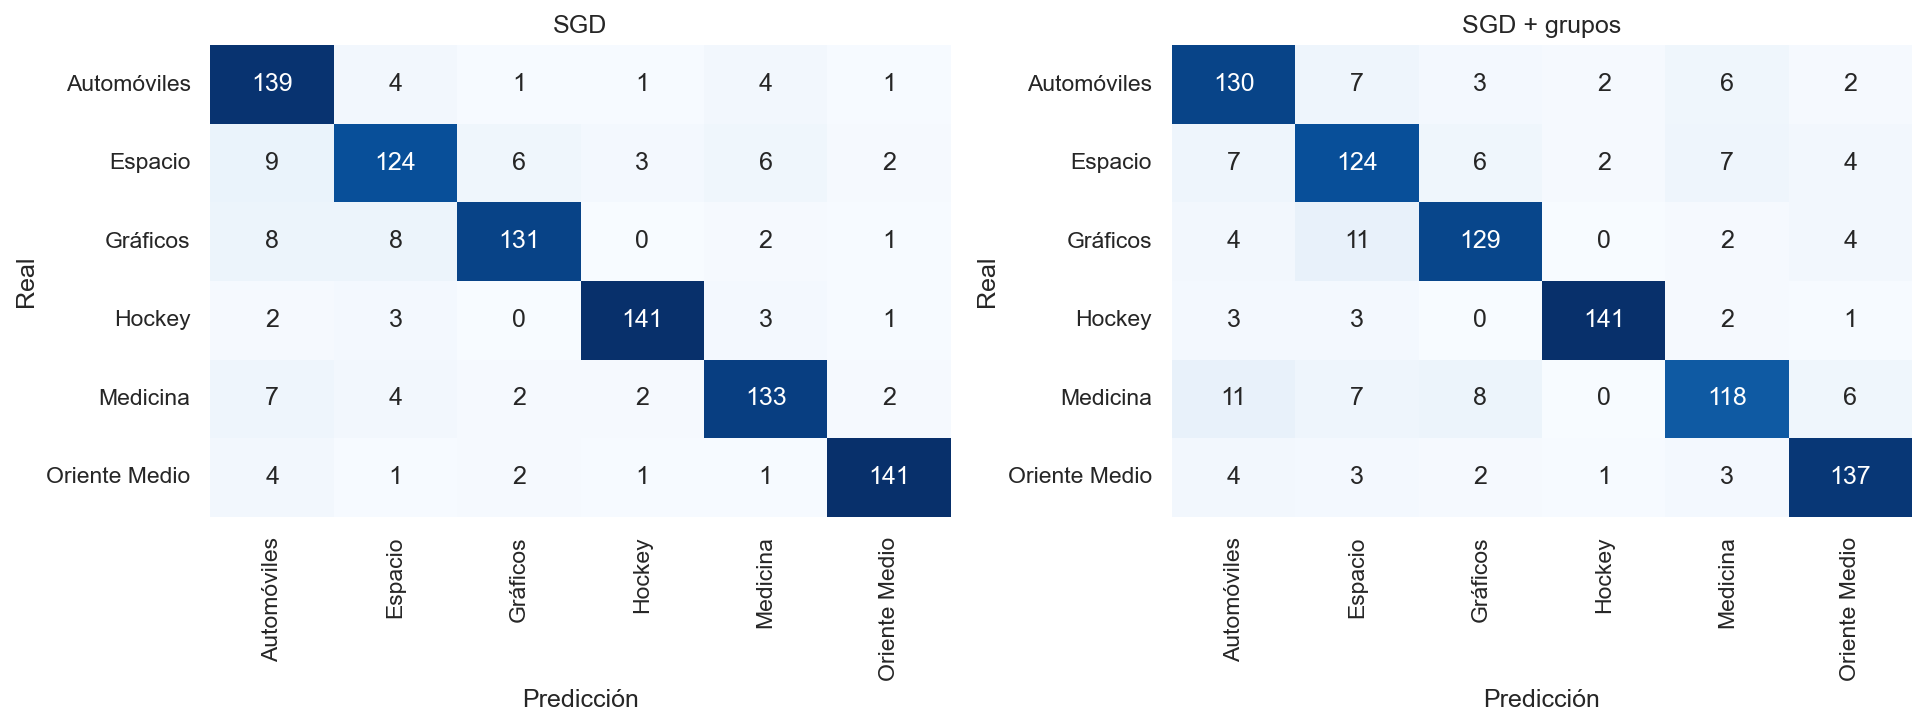 SGD
Automóviles 139 4 1 1 4 1
Espacio 9 124 6 3 6 2
Gráficos 8 8 131 0 2 1
Hockey 2 3 0 141 3 1
Medicina 7 4 2 2 133 2
Oriente Medio 4 1 2 1 1 141
Real
Automóviles
Espacio
Gráficos
Hockey
Medicina
Oriente Medio
Predicción
SGD + grupos
Automóviles 130 7 3 2 6 2
Espacio 7 124 6 2 7 4
Gráficos 4 11 129 0 2 4
Hockey 3 3 0 141 2 1
Medicina 11 7 8 0 118 6
Oriente Medio 4 3 2 1 3 137
Real
Automóviles
Espacio
Gráficos
Hockey
Medicina
Oriente Medio
Predicción